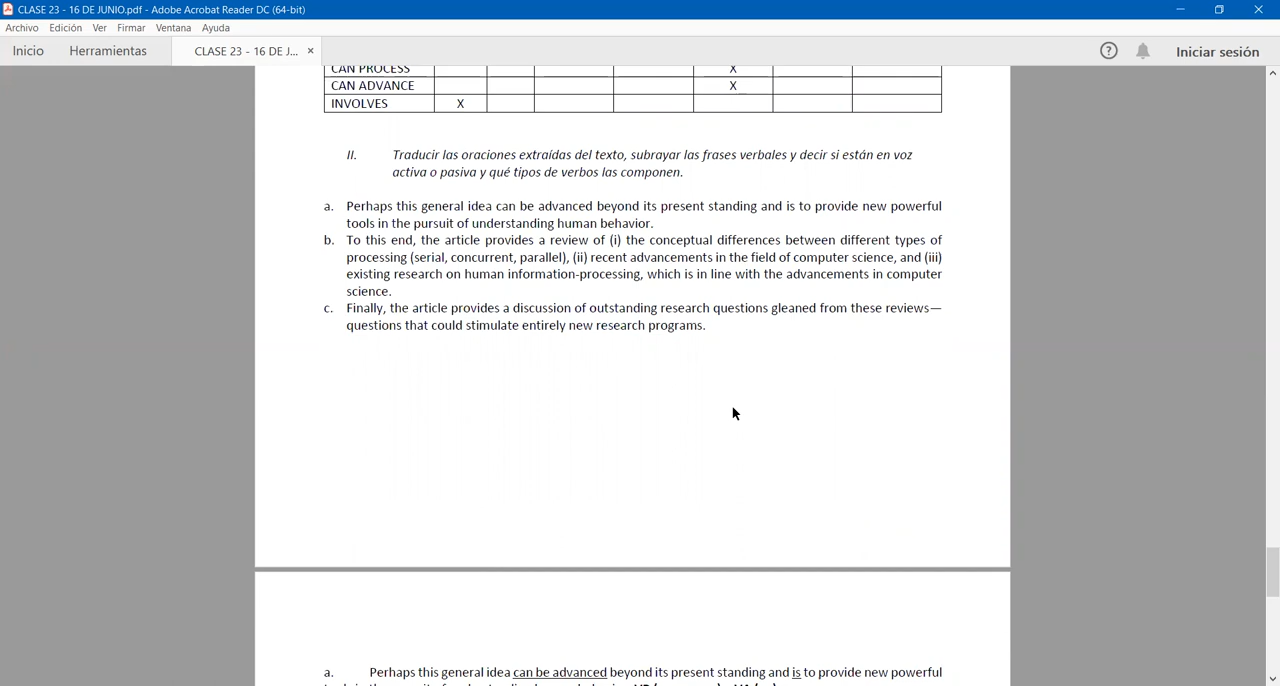 CLASE 23 - 16 DE JUNIO.pdf - Adobe Acrobat Reader DC (64-bit)
Archivo Edición Ver Firmar Ventana Ayuda
Inicio Herramientas CLASE 23 - 16 DE J... × Iniciar sesión
CAN PROCESS X
CAN ADVANCE X
INVOLVES X
II. Traducir las oraciones extraídas del texto, subrayar las frases verbales y decir si están en voz
activa o pasiva y qué tipos de verbos las componen.
a. Perhaps this general idea can be advanced beyond its present standing and is to provide new powerful
tools in the pursuit of understanding human behavior.
b. To this end, the article provides a review of (i) the conceptual differences between different types of
processing (serial, concurrent, parallel), (ii) recent advancements in the field of computer science, and (iii)
existing research on human information-processing, which is in line with the advancements in computer
science.
c. Finally, the article provides a discussion of outstanding research questions gleaned from these reviews—
questions that could stimulate entirely new research programs.
a. Perhaps this general idea can be advanced beyond its present standing and is to provide new powerful